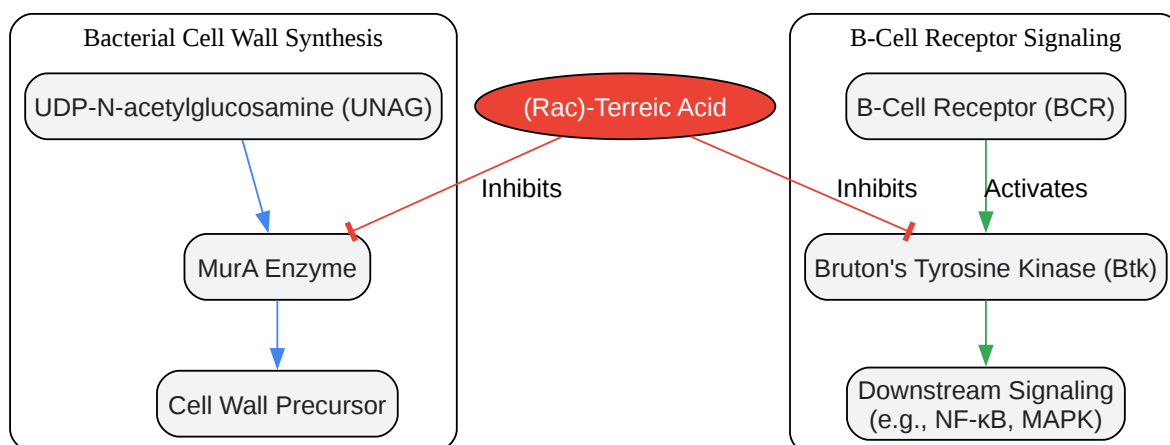 Bacterial Cell Wall Synthesis
UDP-N-acetylglucosamine (UNAG)
MurA Enzyme
Cell Wall Precursor
(Rac)-Terreic Acid
Inhibits
Inhibits
B-Cell Receptor Signaling
B-Cell Receptor (BCR)
Activates
Bruton's Tyrosine Kinase (Btk)
Downstream Signaling
(e.g., NF-κB, MAPK)